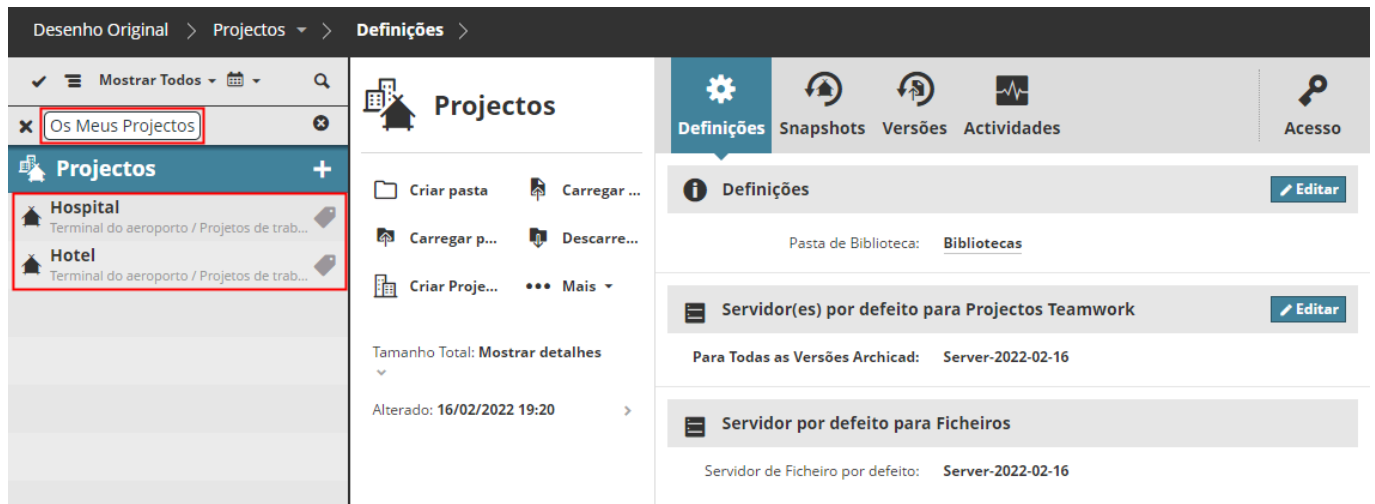 Desenho Original > Projectos > Definições >
Mostrar Todos
Os Meus Projectos
Projectos
Hospital
Terminal do aeroporto / Projetos de trab...
Hotel
Terminal do aeroporto / Projetos de trab...
Projectos
Criar pasta Carregar ...
Carregar p... Descarre...
Criar Proje... Mais
Tamanho Total: Mostrar detalhes
Alterado: 16/02/2022 19:20
Definições Snapshots Versões Actividades Acesso
Definições Editar
Pasta de Biblioteca: Bibliotecas
Servidor(es) por defeito para Projectos Teamwork Editar
Para Todas as Versões Archicad: Server-2022-02-16
Servidor por defeito para Ficheiros
Servidor de Ficheiro por defeito: Server-2022-02-16